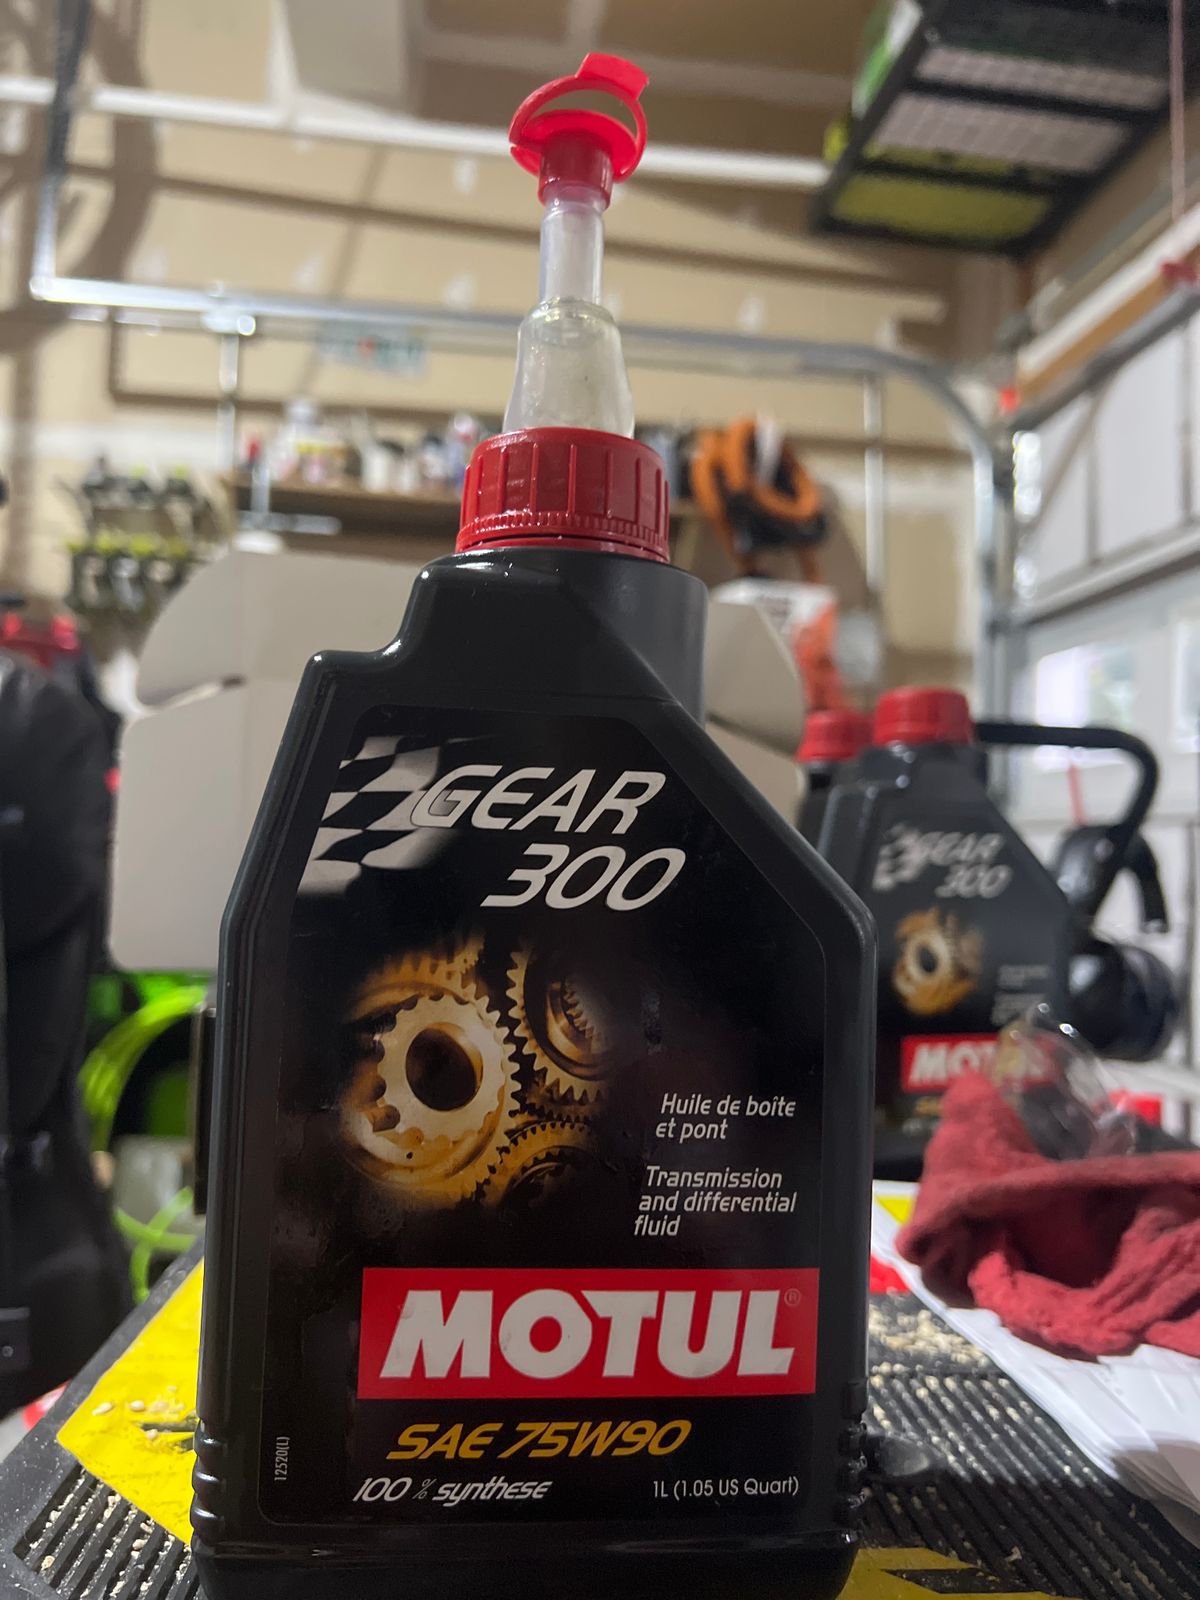 GEAR
300
Huile de boîte
et pont
Transmission
and differential
fluid
MOTUL®
SAE 75W90
100 % synthese
1L (1.05 US Quart)
12520(L)
GEAR
300
MOTUL